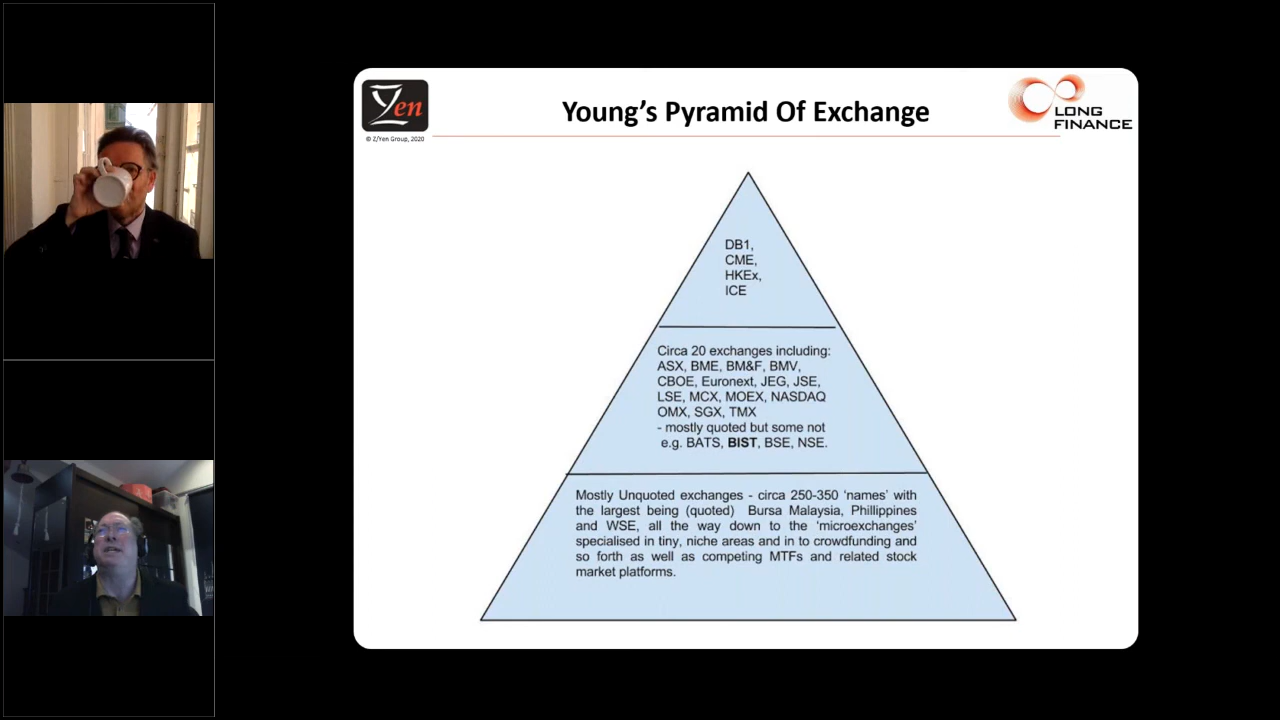 Zen
© Z/Yen Group, 2020
Young's Pyramid Of Exchange
LONG
FINANCE
DB1,
CME,
HKEx,
ICE
Circa 20 exchanges including:
ASX, BME, BM&F, BMV,
CBOE, Euronext, JEG, JSE,
LSE, MCX, MOEX, NASDAQ
OMX, SGX, TMX
- mostly quoted but some not
e.g. BATS, BIST, BSE, NSE.
Mostly Unquoted exchanges - circa 250-350 ‘names’ with
the largest being (quoted) Bursa Malaysia, Phillippines
and WSE, all the way down to the ‘microexchanges’
specialised in tiny, niche areas and in to crowdfunding and
so forth as well as competing MTFs and related stock
market platforms.